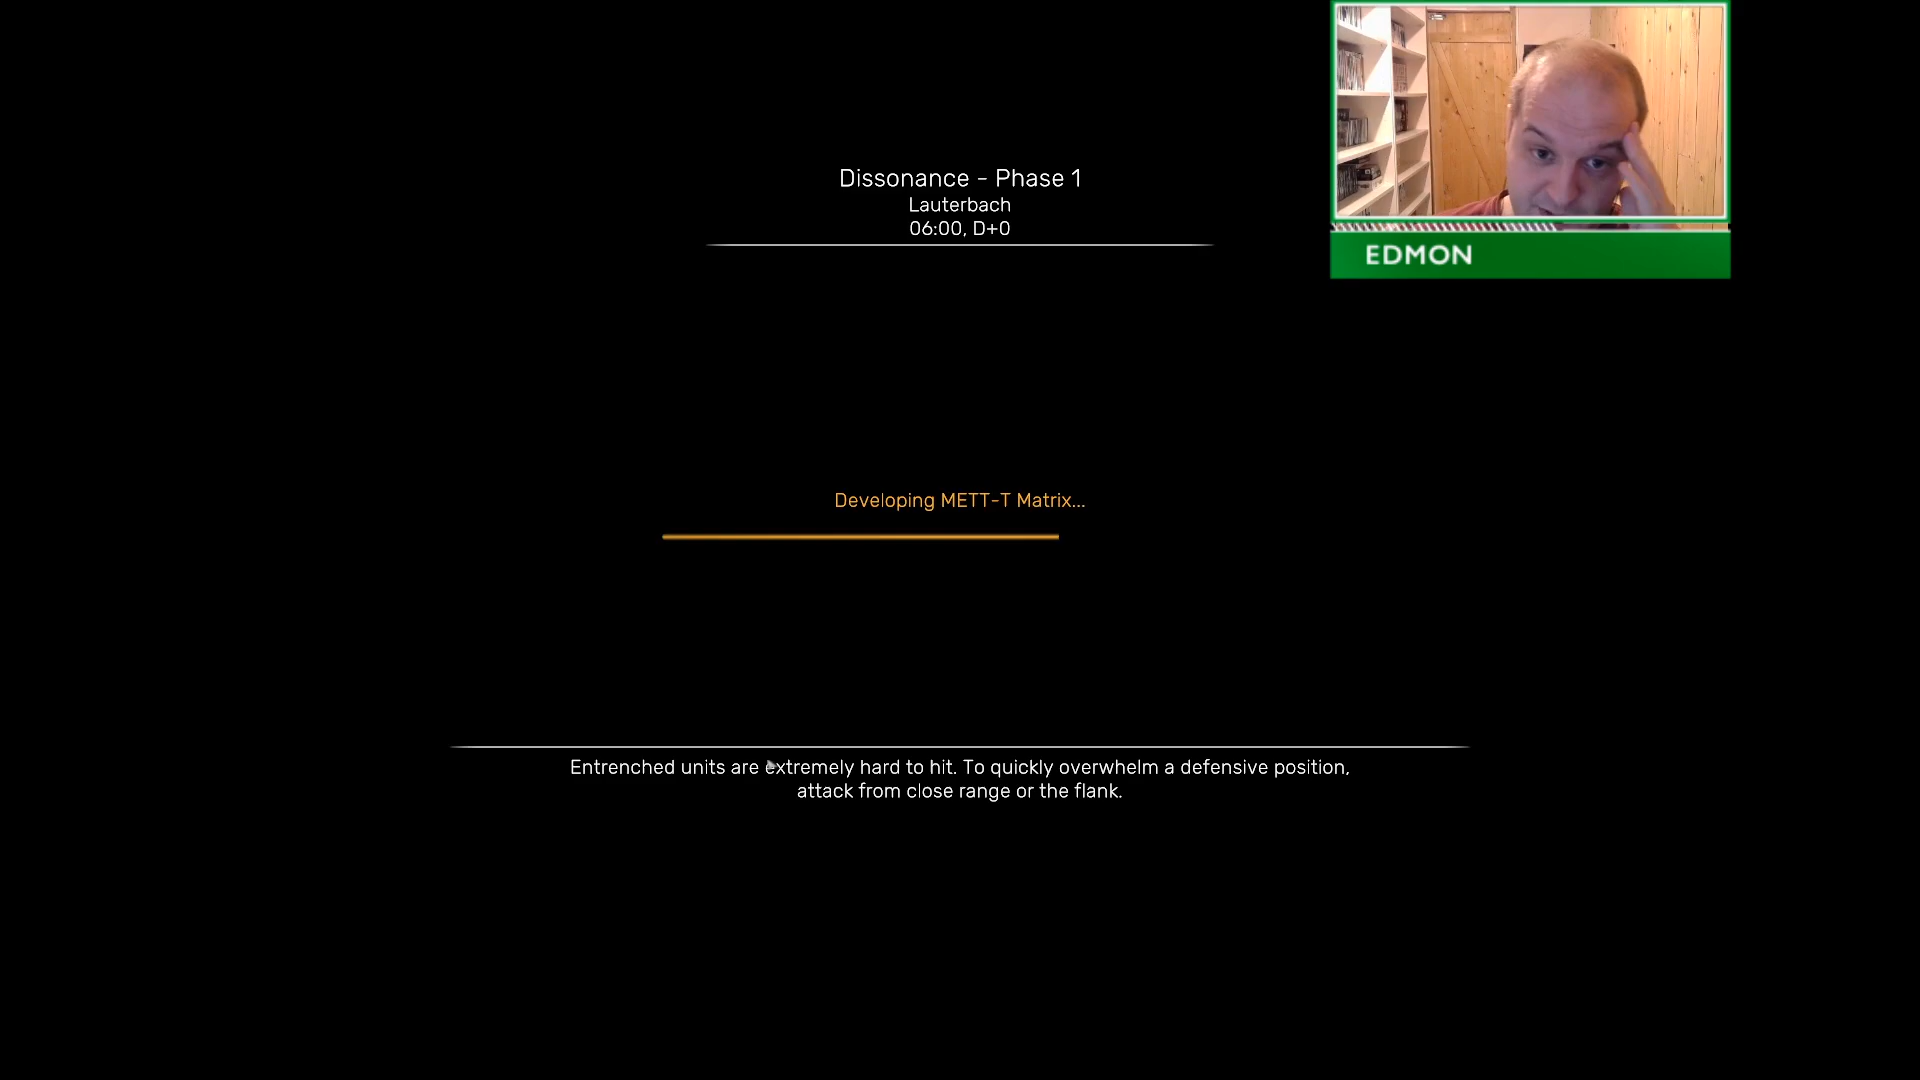 Dissonance - Phase 1
Lauterbach
06:00, D+0
EDMON
Developing METT-T Matrix...
Entrenched units are extremely hard to hit. To quickly overwhelm a defensive position,
attack from close range or the flank.